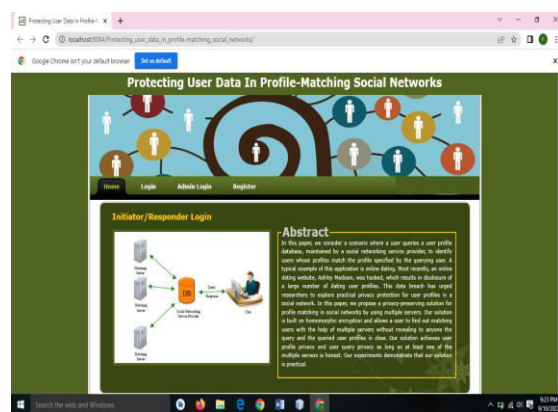 Protecting User Data In Profile-
localhost:8084/Protecting_user_data_in_profile-matching_social_networks/
Google Chrome isn't your default browser
Set as default
Protecting User Data In Profile-Matching Social Networks
Home Login Admin Login Register
Initiator/Responder Login
Abstract
In this paper, we consider a scenario where a user queries a user profile
database, maintained by a social networking service provider, to identify
users whose profiles match the profile specified by the querying user. A
typical example of this application is online dating. Most recently, an online
dating website, Ashley Madison, was hacked, which results in disclosure of
a large number of dating user profiles. This data breach has urged
researchers to explore practical privacy protection for user profiles in a
social network. In this paper, we propose a privacy-preserving solution for
profile matching in social networks by using multiple servers. Our solution
is built on homomorphic encryption and allows a user to find out matching
users with the help of multiple servers without revealing to anyone the
query and the queried user profiles in clear. Our solution achieves user
profile privacy and user query privacy as long as at least one of the
multiple servers is honest. Our experiments demonstrate that our solution
is practical.
DB
Social Networking
Service Provider
User
Server
Server
Server
Search the web and Windows
9:23 PM